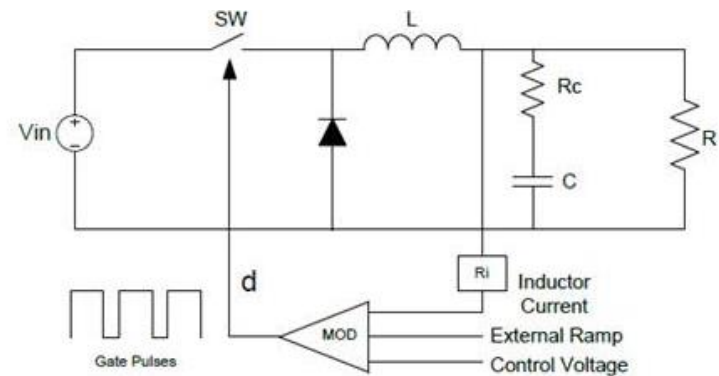 SW
L
Rc
Vin
R
C
d
Ri
Inductor
Current
MOD
External Ramp
Control Voltage
Gate Pulses